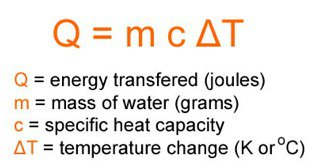 Q = m c ΔT
Q = energy transfered (joules)
m = mass of water (grams)
c = specific heat capacity
ΔT = temperature change (K or °C)